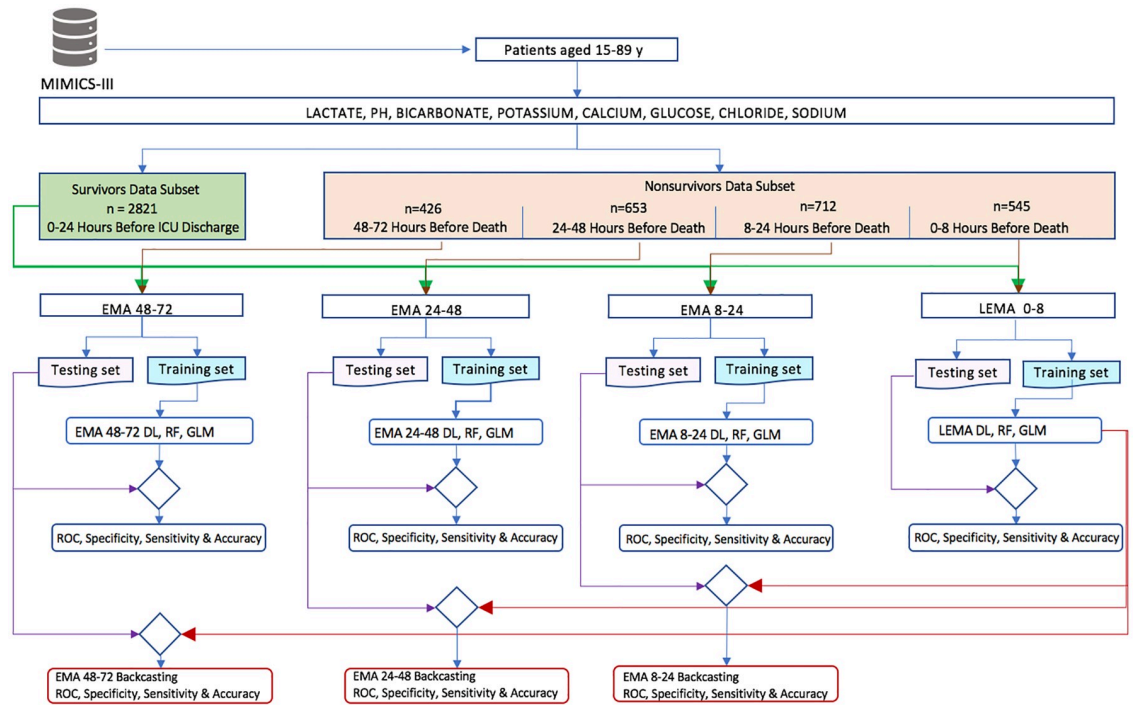 MIMICS-III
Patients aged 15-89 y
LACTATE, PH, BICARBONATE, POTASSIUM, CALCIUM, GLUCOSE, CHLORIDE, SODIUM
Survivors Data Subset
n = 2821
0-24 Hours Before ICU Discharge
Nonsurvivors Data Subset
n=426
48-72 Hours Before Death
n=653
24-48 Hours Before Death
n=712
8-24 Hours Before Death
n=545
0-8 Hours Before Death
EMA 48-72
EMA 24-48
EMA 8-24
LEMA 0-8
Testing set
Training set
Testing set
Training set
Testing set
Training set
Testing set
Training set
EMA 48-72 DL, RF, GLM
EMA 24-48 DL, RF, GLM
EMA 8-24 DL, RF, GLM
LEMA DL, RF, GLM
ROC, Specificity, Sensitivity & Accuracy
ROC, Specificity, Sensitivity & Accuracy
ROC, Specificity, Sensitivity & Accuracy
ROC, Specificity, Sensitivity & Accuracy
EMA 48-72 Backcasting
ROC, Specificity, Sensitivity & Accuracy
EMA 24-48 Backcasting
ROC, Specificity, Sensitivity & Accuracy
EMA 8-24 Backcasting
ROC, Specificity, Sensitivity & Accuracy